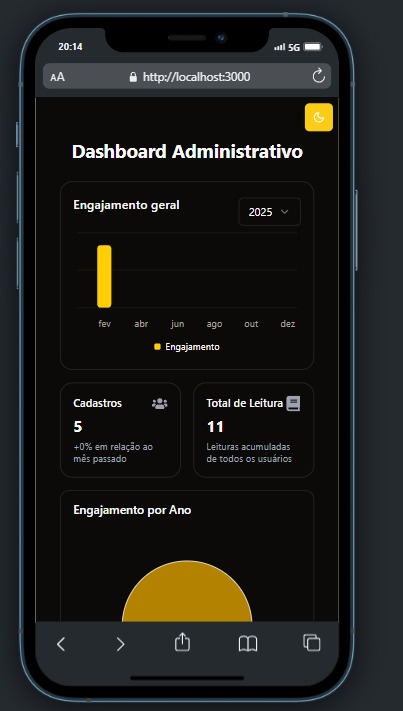 20:14
5G
AA
http://localhost:3000
Dashboard Administrativo
Engajamento geral
2025
fev abr jun ago out dez
Engajamento
Cadastros
5
+0% em relação ao
mês passado
Total de Leitura
11
Leituras acumuladas
de todos os usuários
Engajamento por Ano